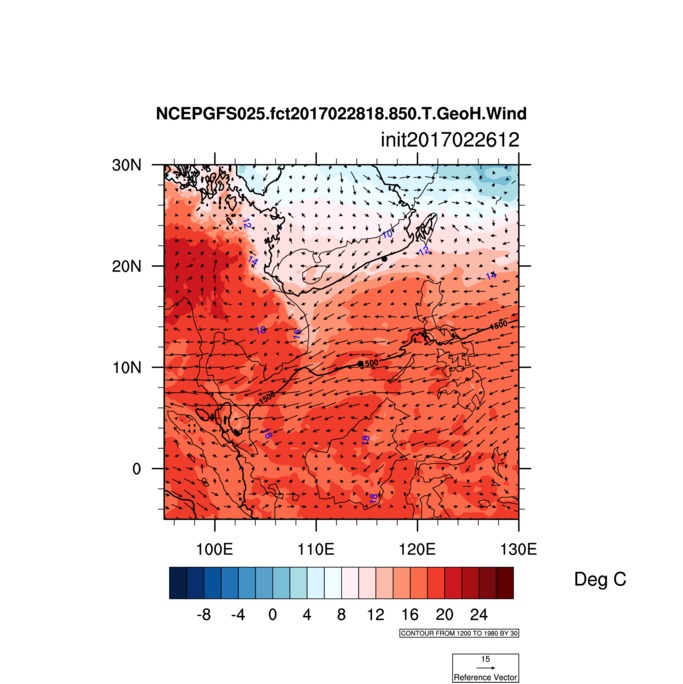 NCEPGFS025.fct2017022818.850.T.GeoH.Wind
init2017022612
30N
20N
10N
0
12
10
12
14
14
18
16
1500
1500
1500
18
18
18
100E 110E 120E 130E
-8 -4 0 4 8 12 16 20 24
Deg C
CONTOUR FROM 1200 TO 1980 BY 30
15
Reference Vector